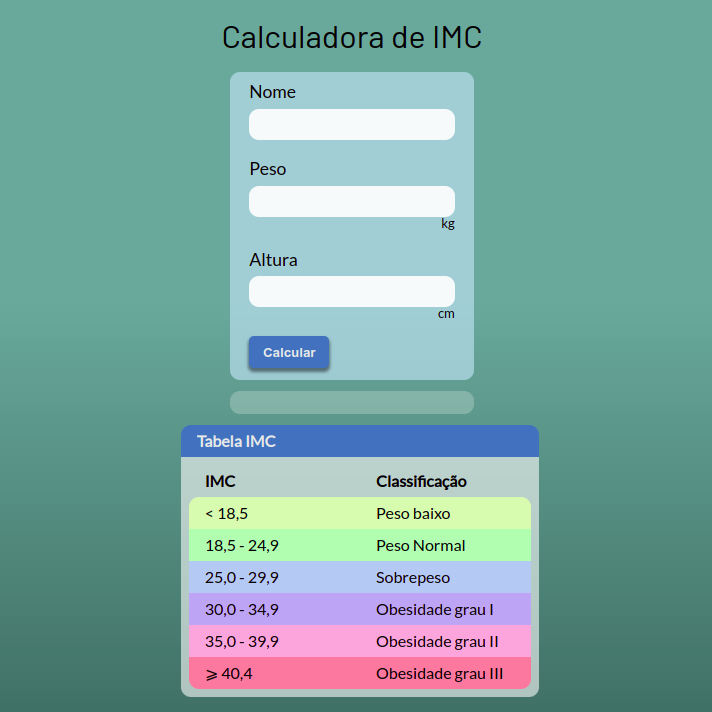 Calculadora de IMC
Nome
Peso
kg
Altura
cm
Calcular
Tabela IMC
IMC Classificação
< 18,5 Peso baixo
18,5 - 24,9 Peso Normal
25,0 - 29,9 Sobrepeso
30,0 - 34,9 Obesidade grau I
35,0 - 39,9 Obesidade grau II
⩾ 40,4 Obesidade grau III